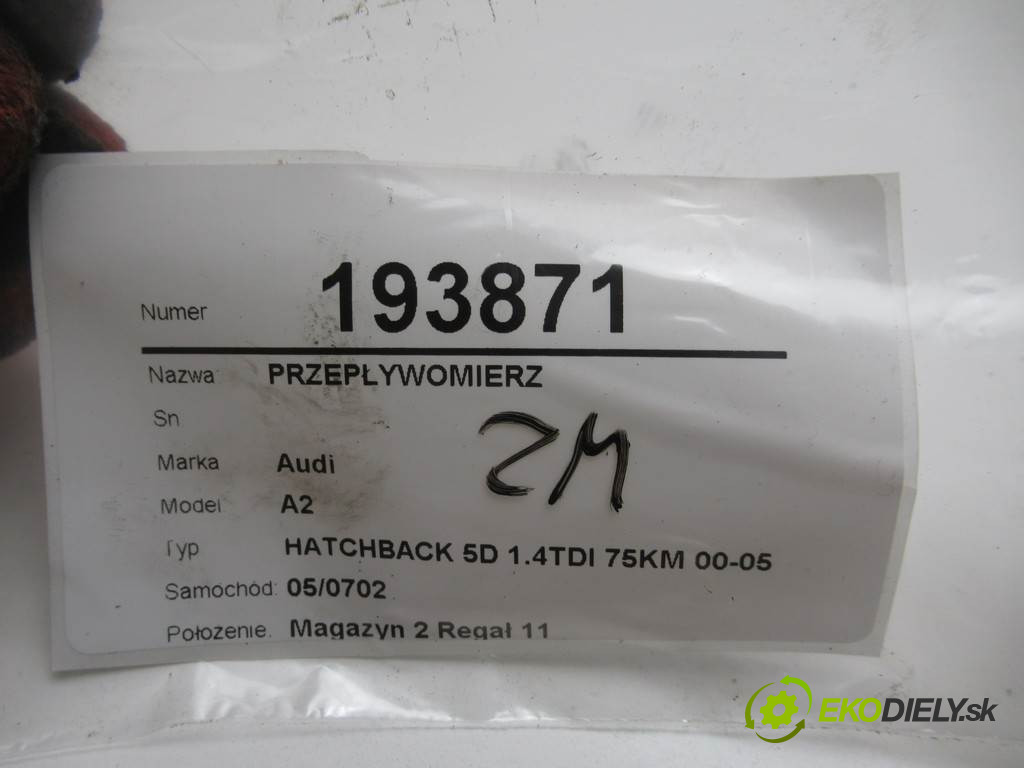 Numer 193871
Nazwa PRZEPŁYWOMIERZ
Sn
Marka Audi
Model A2
Typ HATCHBACK 5D 1.4TDI 75KM 00-05
Samochód: 05/0702
Położenie. Magazyn 2 Regał 11
ZM
EKODIELY.sk